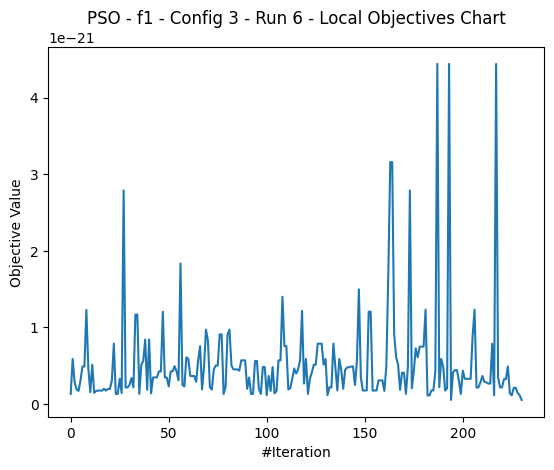 PSO - f1 - Config 3 - Run 6 - Local Objectives Chart
1e−21
4
3
2
1
0
Objective Value
0 50 100 150 200
#Iteration